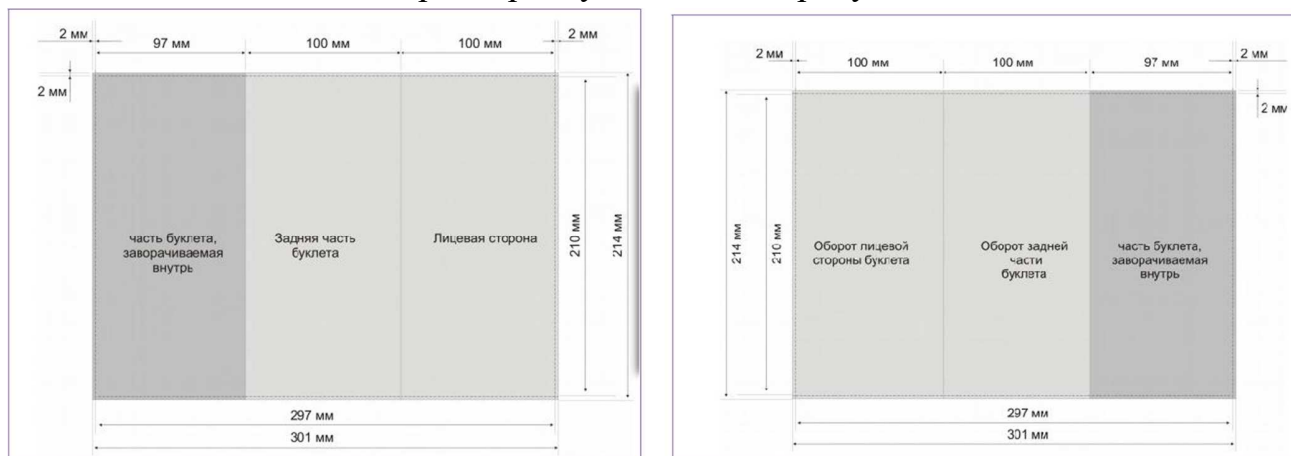 2 мм
97 мм
100 мм
100 мм
2 мм
2 мм
часть буклета,
заворачиваемая
внутрь
Задняя часть
буклета
Лицевая сторона
210 мм
214 мм
297 мм
301 мм
2 мм
100 мм
100 мм
97 мм
2 мм
2 мм
214 мм
210 мм
Оборот лицевой
стороны буклета
Оборот задней
части
буклета
часть буклета,
заворачиваемая
внутрь
297 мм
301 мм